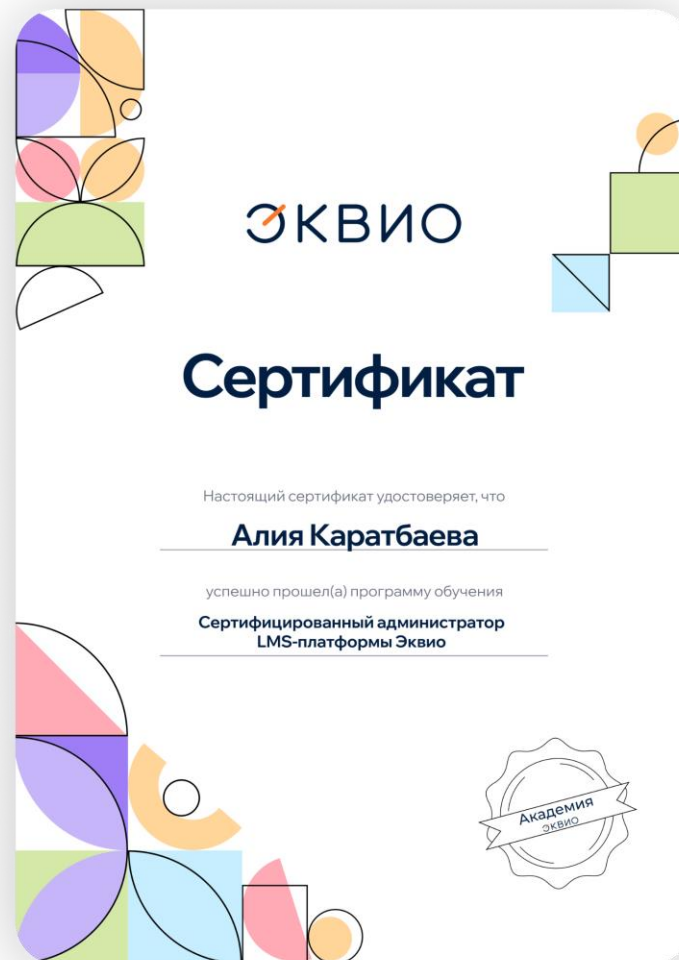 ЭКВИО
Сертификат
Настоящий сертификат удостоверяет, что
Алия Каратбаева
успешно прошел(а) программу обучения
Сертифицированный администратор
LMS-платформы Эквио
Академия
ЭКВИО